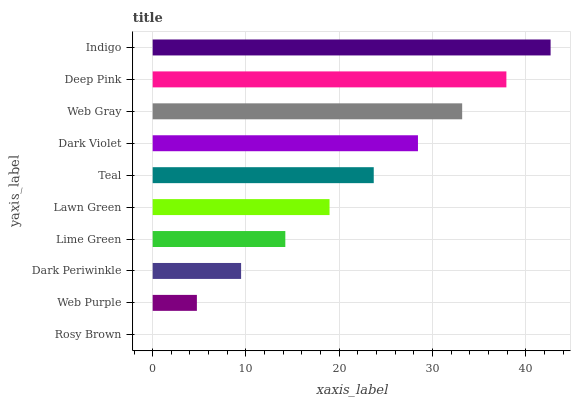 title
Indigo
Deep Pink
Web Gray
Dark Violet
Teal
Lawn Green
Lime Green
Dark Periwinkle
Web Purple
Rosy Brown
yaxis_label
0 10 20 30 40
xaxis_label